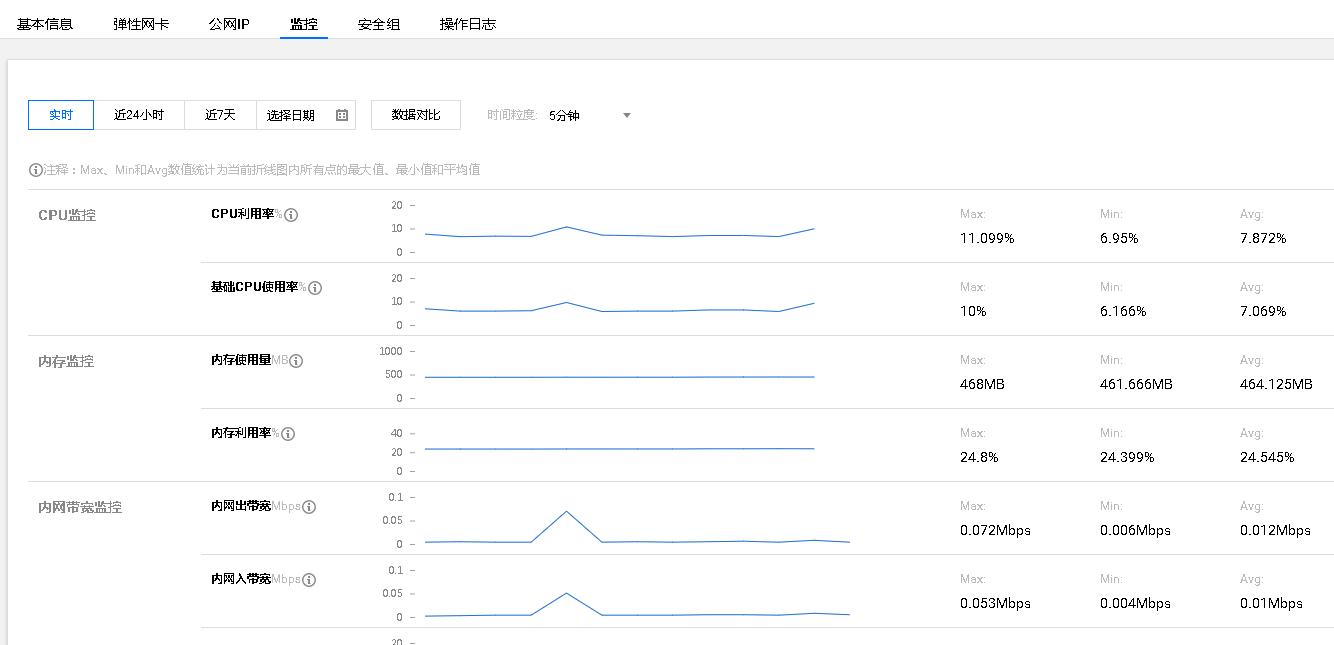 基本信息 弹性网卡 公网IP 监控 安全组 操作日志
实时 近24小时 近7天 选择日期 数据对比 时间粒度: 5分钟
注释：Max、Min和Avg数值统计为当前折线图内所有点的最大值、最小值和平均值
CPU监控 CPU利用率% 20 10 0 Max: 11.099% Min: 6.95% Avg: 7.872%
基础CPU使用率% 20 10 0 Max: 10% Min: 6.166% Avg: 7.069%
内存监控 内存使用量MB 1000 500 0 Max: 468MB Min: 461.666MB Avg: 464.125MB
内存利用率% 40 20 0 Max: 24.8% Min: 24.399% Avg: 24.545%
内网带宽监控 内网出带宽Mbps 0.1 0.05 0 Max: 0.072Mbps Min: 0.006Mbps Avg: 0.012Mbps
内网入带宽Mbps 0.1 0.05 0 Max: 0.053Mbps Min: 0.004Mbps Avg: 0.01Mbps
20